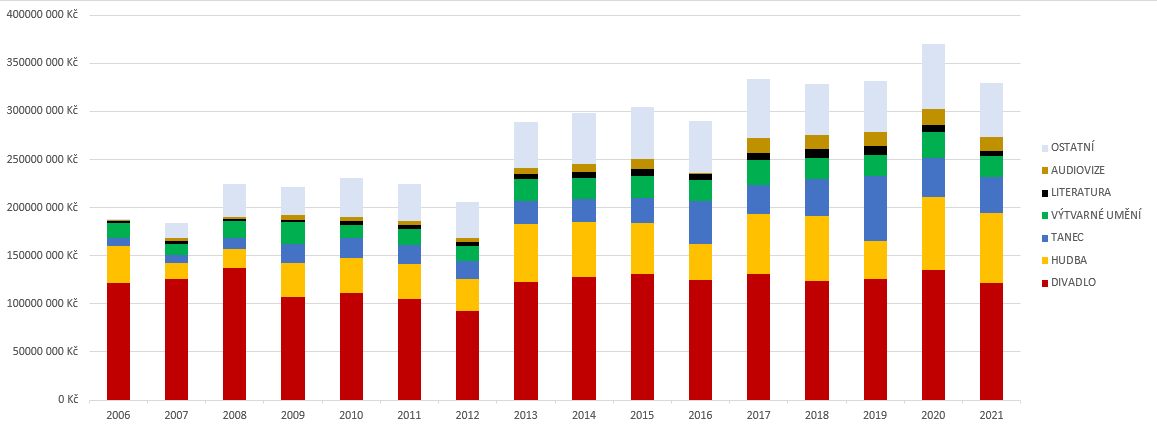 400000 000 Kč
350000 000 Kč
300000 000 Kč
250000 000 Kč
200000 000 Kč
150000 000 Kč
100000 000 Kč
50000 000 Kč
0 Kč
2006 2007 2008 2009 2010 2011 2012 2013 2014 2015 2016 2017 2018 2019 2020 2021
OSTATNÍ
AUDIOVIZE
LITERATURA
VÝTVARNÉ UMĚNÍ
TANEC
HUDBA
DIVADLO